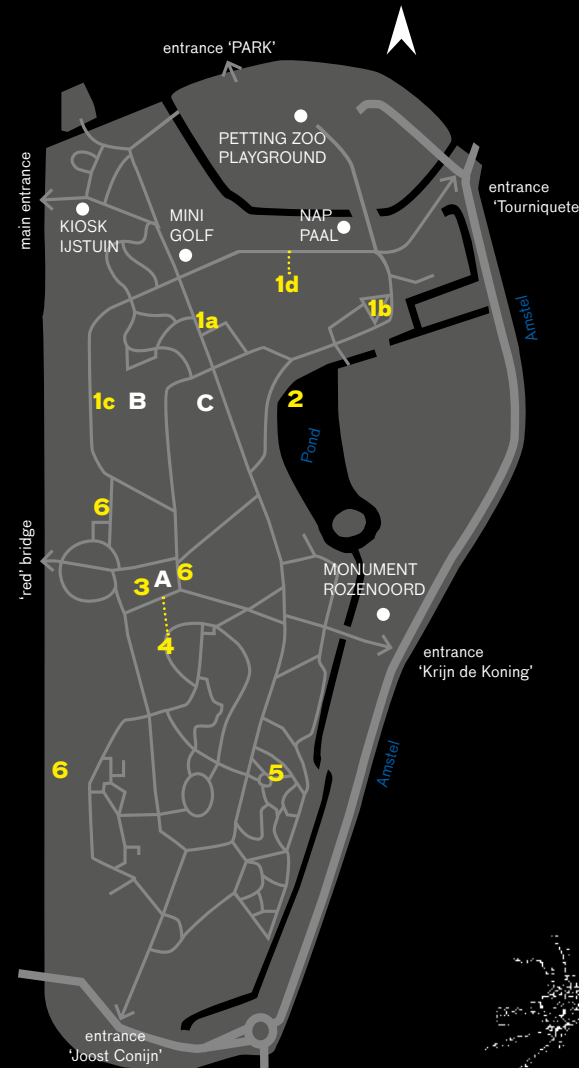 entrance ‘PARK’
PETTING ZOO
PLAYGROUND
main entrance
entrance
‘Tourniquete
KIOSK
IJSTUIN
MINI
GOLF
NAP
PAAL
1d
1a
1b
Amstel
1c
B
C
2
Pond
6
‘red’ bridge
3
A
6
MONUMENT
ROZENOORD
4
entrance
‘Krijn de Koning’
6
5
Amstel
entrance
‘Joost Conijn’